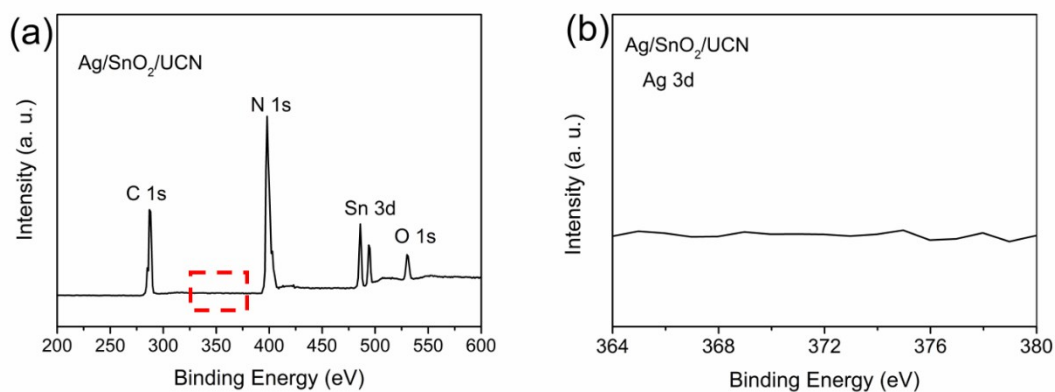 (a)
Ag/SnO₂/UCN
N 1s
C 1s
Sn 3d
O 1s
Intensity (a. u.)
200 250 300 350 400 450 500 550 600
Binding Energy (eV)
(b)
Ag/SnO₂/UCN
Ag 3d
Intensity (a. u.)
364 368 372 376 380
Binding Energy (eV)